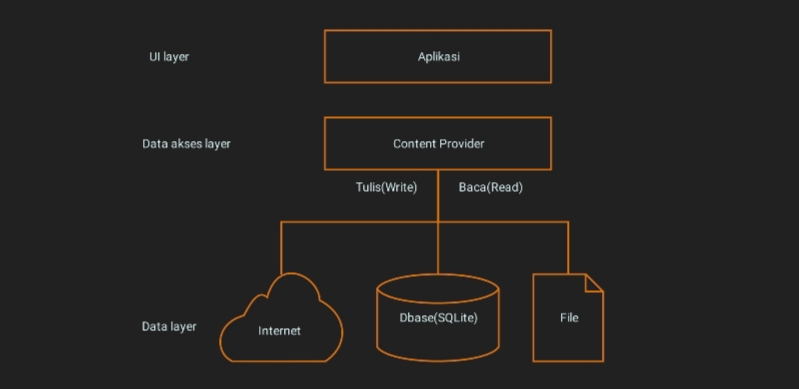 UI layer
Aplikasi
Data akses layer
Content Provider
Tulis(Write)
Baca(Read)
Data layer
Internet
Dbase(SQLite)
File